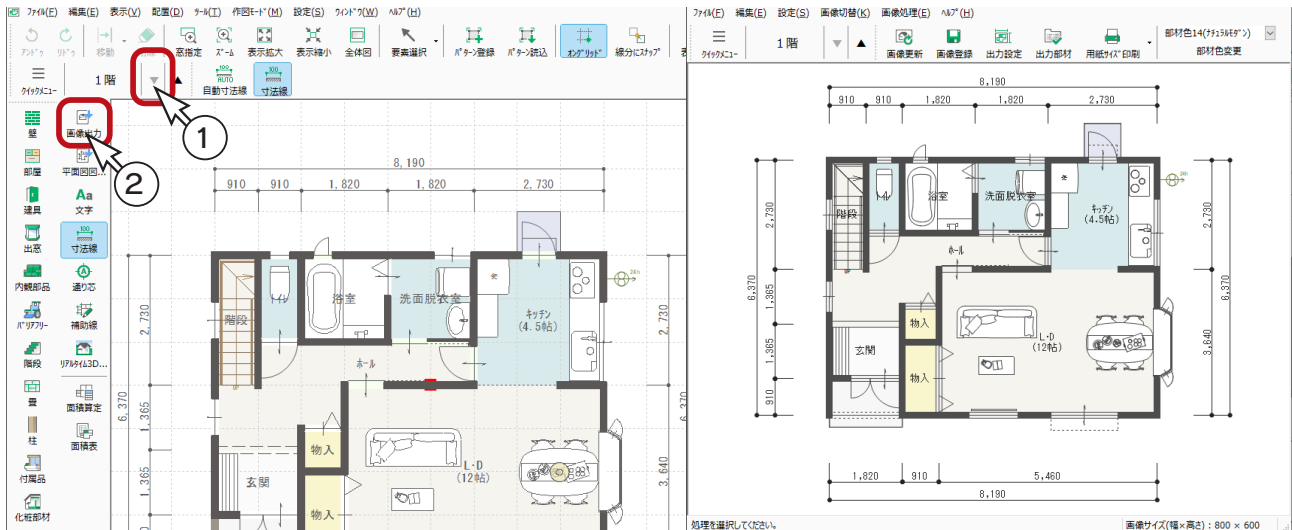 ファイル(F) 編集(E) 表示(V) 配置(D) ツール(T) 作図モード(M) 設定(S) ウィンドウ(W) ヘルプ(H)
アンドゥ リドゥ 移動 窓指定 ズーム 表示拡大 表示縮小 全体図 要素選択 パターン登録 パターン読込 オングリッド 線分にスナップ
クイックメニュー 1階 ▼ ▲ 自動寸法線 寸法線
100
AUTO
100
①
②
壁 画像出力
部屋 平面図図...
建具 文字
Aa
出窓 寸法線
100
内観部品 通り芯
A
バリアフリー 補助線
階段 リアルタイム3D...
畳 面積算定
柱 面積表
付属品
化粧部材
8,190
910 910 1,820 1,820 2,730
2,730
6,370
1,365
1,365
910
2,730
6,370
3,640
24h
トイレ
浴室
洗面脱衣室
階段
キッチン
(4.5帖)
ホール
物入
L・D
(12帖)
玄関
物入
ファイル(F) 編集(E) 設定(S) 画像切替(K) 画像処理(E) ヘルプ(H)
クイックメニュー 1階 ▼ ▲ 画像更新 画像登録 出力設定 出力部材 用紙サイズ印刷
部材色14(ナチュラルモダン)
部材色変更
8,190
910 910 1,820 1,820 2,730
2,730
6,370
1,365
1,365
910
2,730
6,370
3,640
24h
トイレ
浴室
洗面脱衣室
階段
キッチン
(4.5帖)
ホール
物入
L・D
(12帖)
玄関
物入
1,820 910 5,460
8,190
処理を選択してください。
画像サイズ(幅×高さ) : 800 × 600